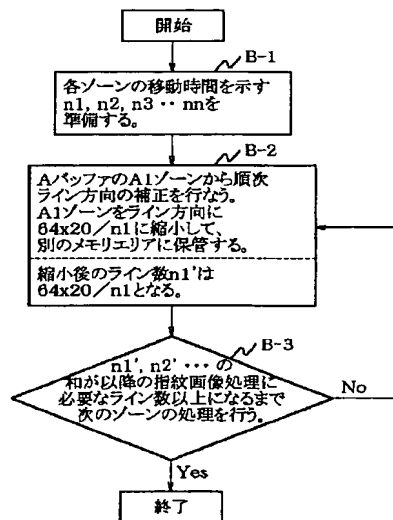 開始
B-1
各ゾーンの移動時間を示す
n1, n2, n3・・nnを
準備する。
B-2
Aバッファの A1ゾーンから順次
ライン方向の補正を行なう。
A1ゾーンをライン方向に
64x20/n1に縮小して、
別のメモリエリアに保管する。
縮小後のライン数n1'は
64x20/n1となる。
B-3
n1', n2'・・・の
和が以降の指紋画像処理に
必要なライン数以上になるまで
次のゾーンの処理を行う。
No
Yes
終了